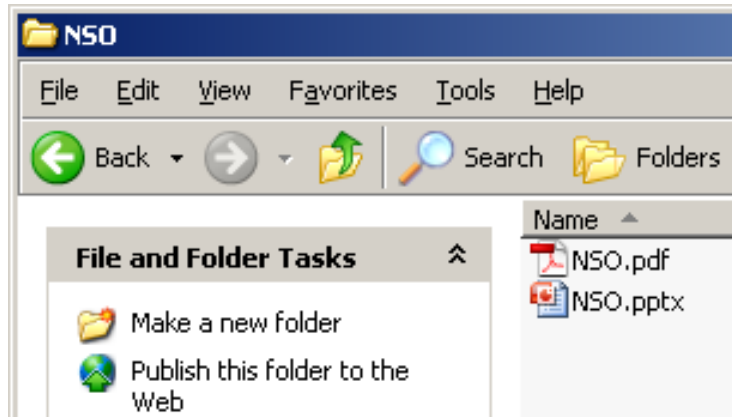 NSO
File Edit View Favorites Tools Help
Back Search Folders
Name
File and Folder Tasks
NSO.pdf
NSO.pptx
Make a new folder
Publish this folder to the
Web